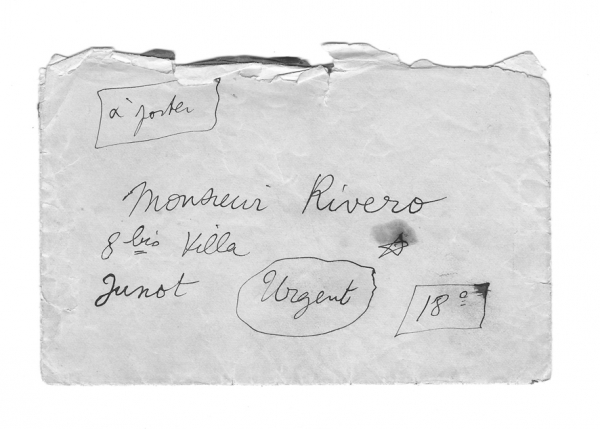 à porter
Monsieur Rivero
8 bis Villa
Junot
Urgent
18e